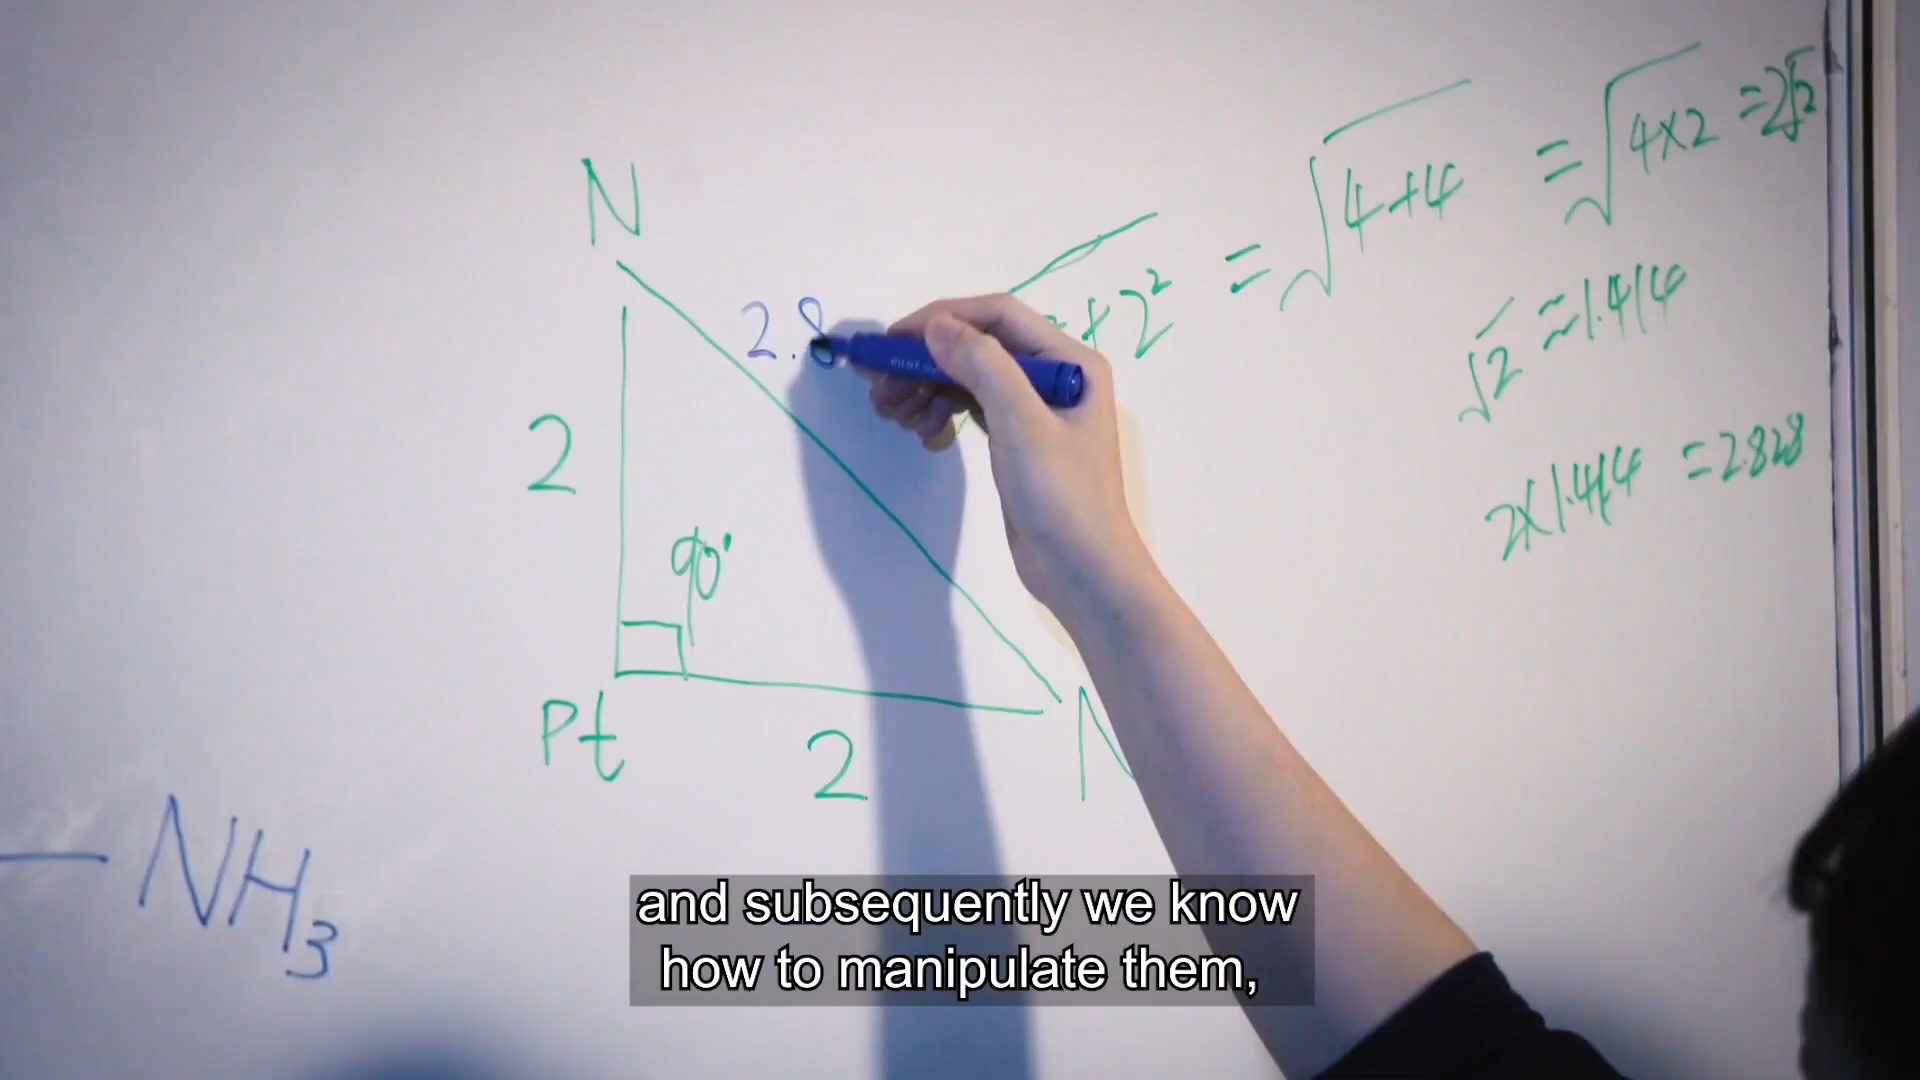 N
2.8
+ 2² = √4+4 = √4×2 = 2√2
√2 ≈ 1.414
2
2×1.414 = 2.828
90°
Pt
2
N
NH₃
and subsequently we know
how to manipulate them,